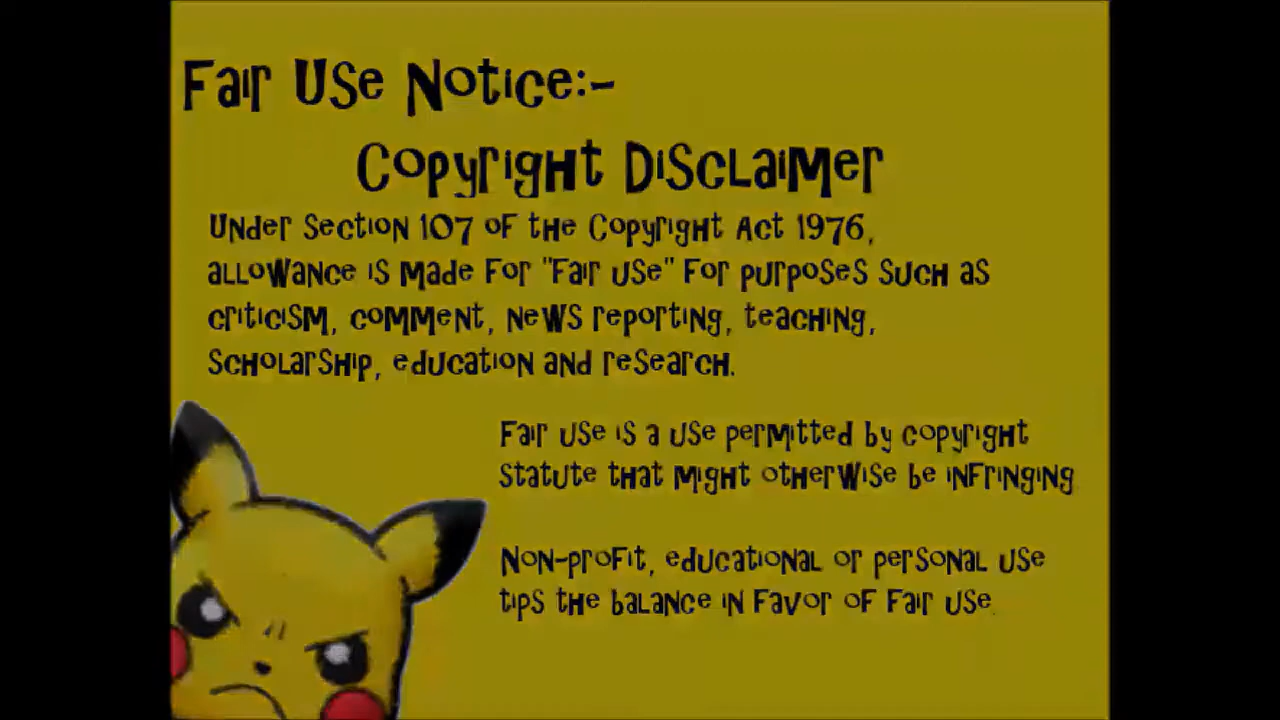 Fair Use Notice:-
Copyright Disclaimer
Under Section 107 of the Copyright Act 1976,
allowance is made for "Fair Use" for purposes such as
criticism, comment, news reporting, teaching,
scholarship, education and research.
Fair use is a use permitted by copyright
statute that might otherwise be infringing
Non-profit, educational or personal use
tips the balance in favor of fair use.